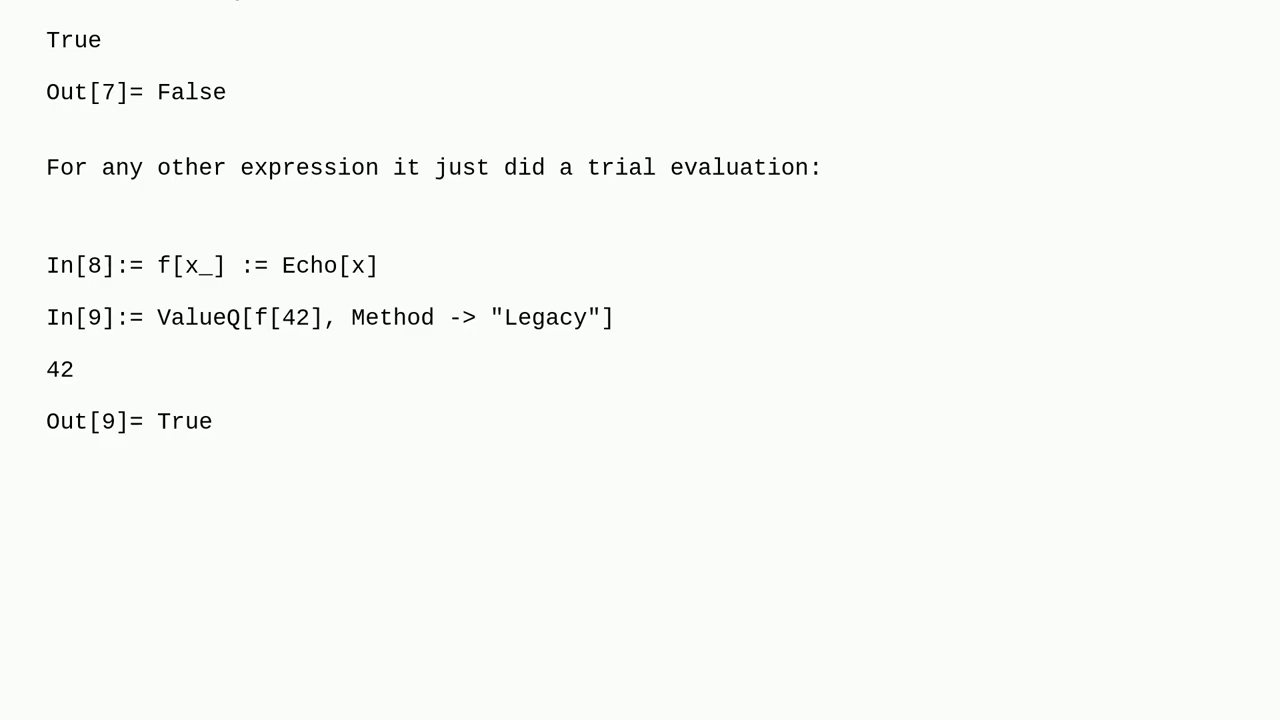 True
Out[7]= False
For any other expression it just did a trial evaluation:
In[8]:= f[x_] := Echo[x]
In[9]:= ValueQ[f[42], Method -> "Legacy"]
42
Out[9]= True